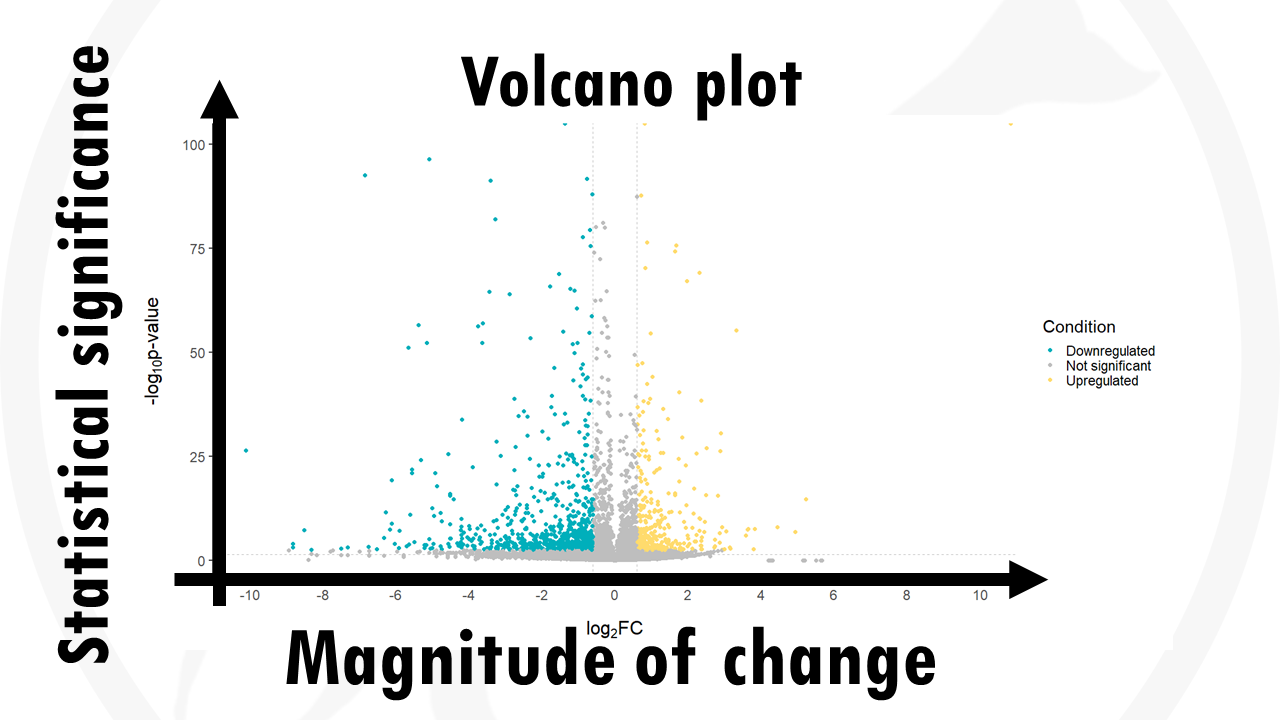 Volcano plot
Statistical significance
-log10p-value
100
75
50
25
0
-10 -8 -6 -4 -2 0 2 4 6 8 10
log2FC
Magnitude of change
Condition
Downregulated
Not significant
Upregulated